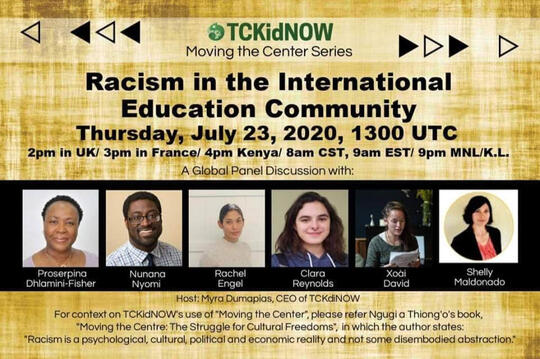 TCKidNOW
Moving the Center Series
Racism in the International
Education Community
Thursday, July 23, 2020, 1300 UTC
2pm in UK/ 3pm in France/ 4pm Kenya/ 8am CST, 9am EST/ 9pm MNL/K.L.
A Global Panel Discussion with:
Proserpina
Dhlamini-Fisher
Nunana
Nyomi
Rachel
Engel
Clara
Reynolds
Xoài
David
Shelly
Maldonado
Host: Myra Dumapias, CEO of TCKdiNOW
For context on TCKidNOW's use of "Moving the Center", please refer Ngugi a Thiong'o's book,
"Moving the Centre: The Struggle for Cultural Freedoms", in which the author states:
"Racism is a psychological, cultural, political and economic reality and not some disembodied abstraction."